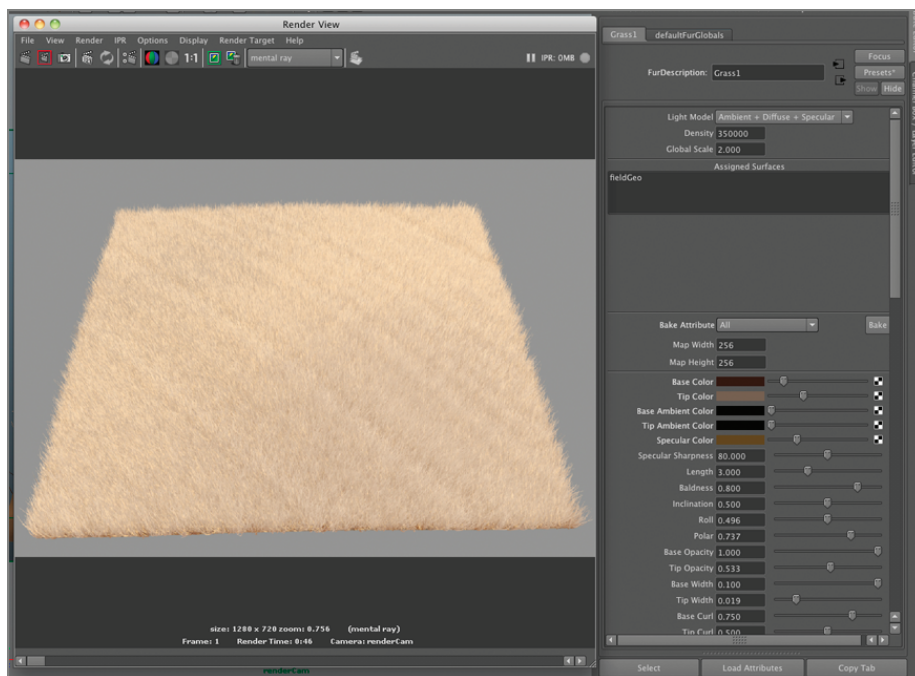 Render View
File View Render IPR Options Display Render Target Help
1:1 mental ray IPR: 0MB
size: 1280 x 720 zoom: 0.756 (mental ray)
Frame: 1 Render Time: 0:46 Camera: renderCam
renderCam
Grass1 defaultFurGlobals
FurDescription: Grass1
Focus
Presets*
Show Hide
Light Model Ambient + Diffuse + Specular
Density 350000
Global Scale 2.000
Assigned Surfaces
fieldGeo
Bake Attribute All Bake
Map Width 256
Map Height 256
Base Color
Tip Color
Base Ambient Color
Tip Ambient Color
Specular Color
Specular Sharpness 80.000
Length 3.000
Baldness 0.800
Inclination 0.500
Roll 0.496
Polar 0.737
Base Opacity 1.000
Tip Opacity 0.533
Base Width 0.100
Tip Width 0.019
Base Curl 0.750
Tip Curl 0.500
Select Load Attributes Copy Tab